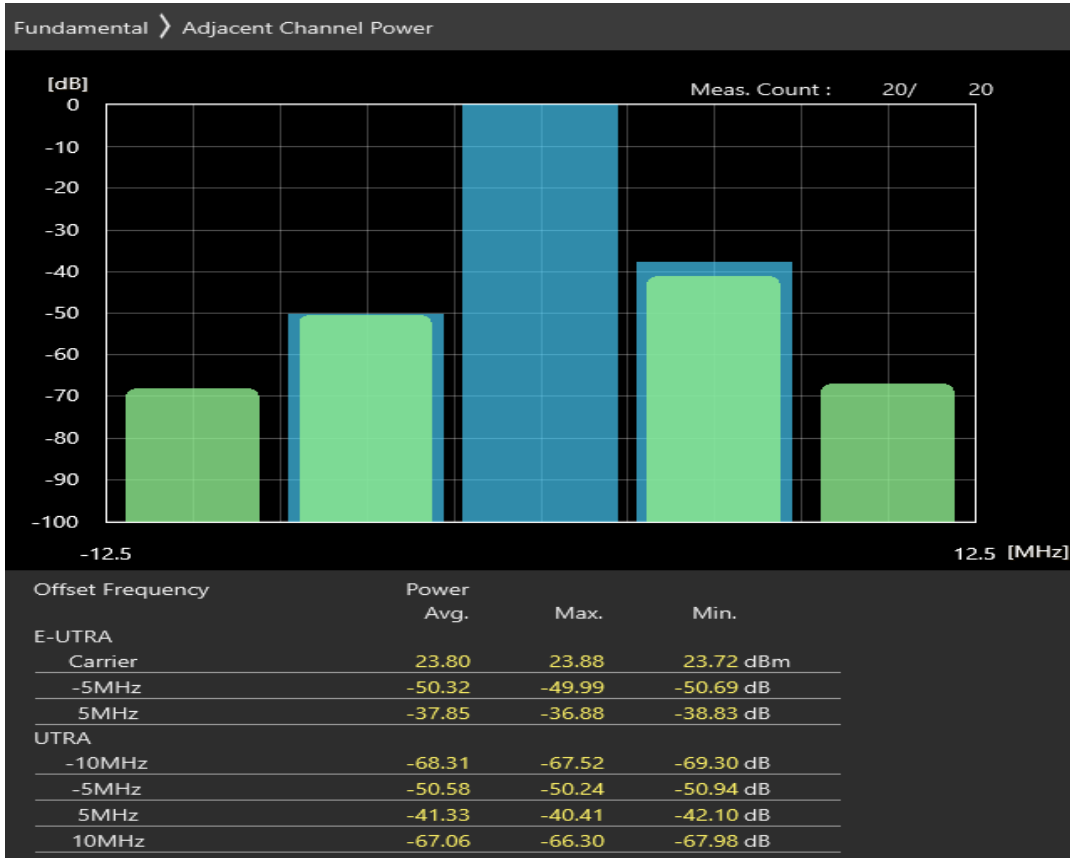 Fundamental 〉 Adjacent Channel Power
[dB]
Meas. Count : 20/ 20
0
-10
-20
-30
-40
-50
-60
-70
-80
-90
-100
-12.5 12.5 [MHz]
Offset Frequency Power
Avg. Max. Min.
E-UTRA
Carrier 23.80 23.88 23.72 dBm
-5MHz -50.32 -49.99 -50.69 dB
5MHz -37.85 -36.88 -38.83 dB
UTRA
-10MHz -68.31 -67.52 -69.30 dB
-5MHz -50.58 -50.24 -50.94 dB
5MHz -41.33 -40.41 -42.10 dB
10MHz -67.06 -66.30 -67.98 dB